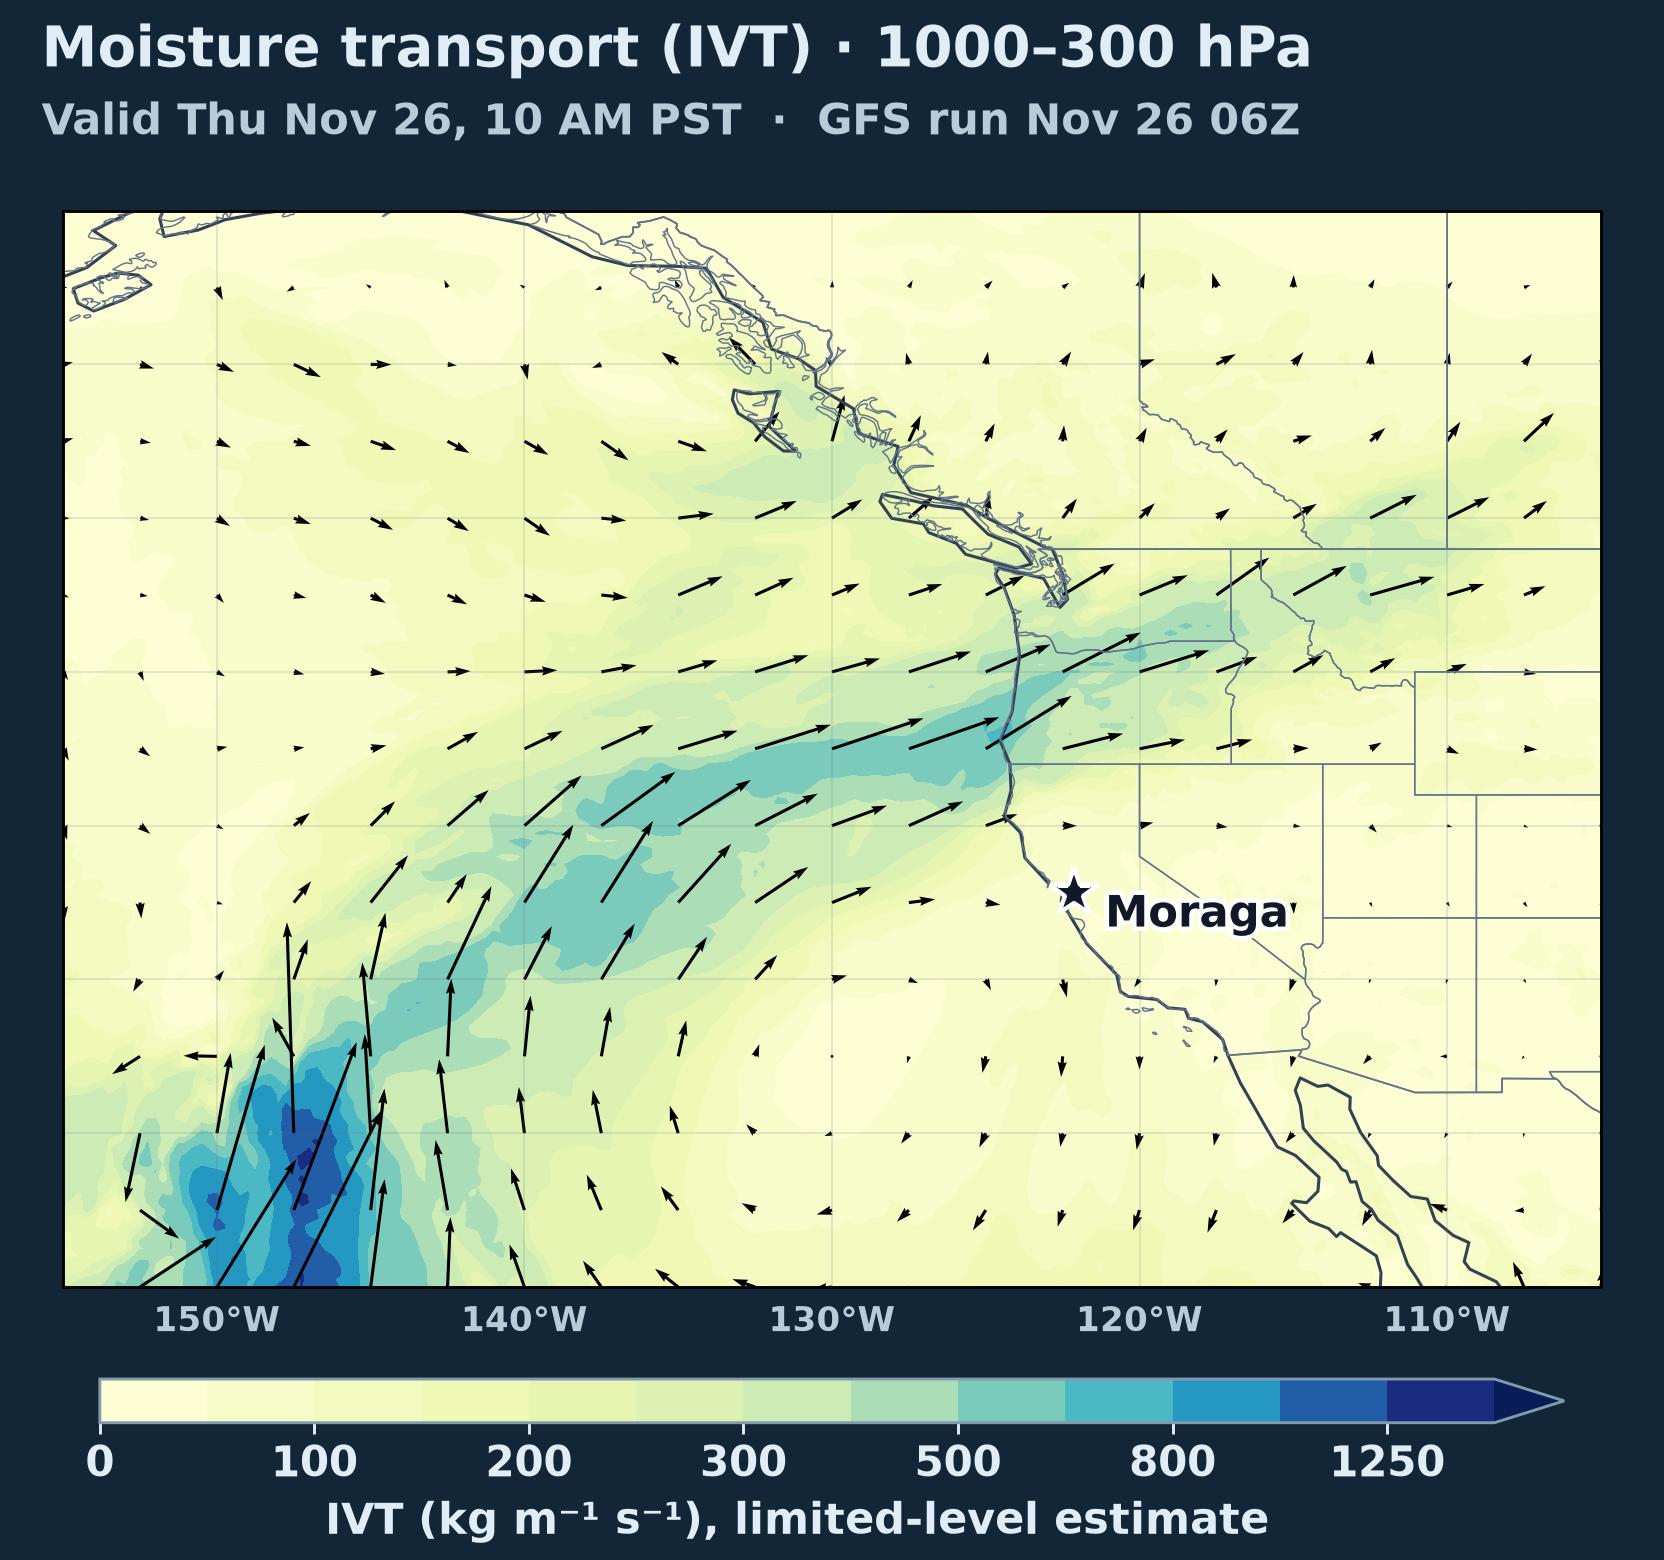 Moisture transport (IVT) · 1000–300 hPa
Valid Thu Nov 26, 10 AM PST · GFS run Nov 26 06Z
Moraga
150°W 140°W 130°W 120°W 110°W
0 100 200 300 500 800 1250
IVT (kg m⁻¹ s⁻¹), limited-level estimate